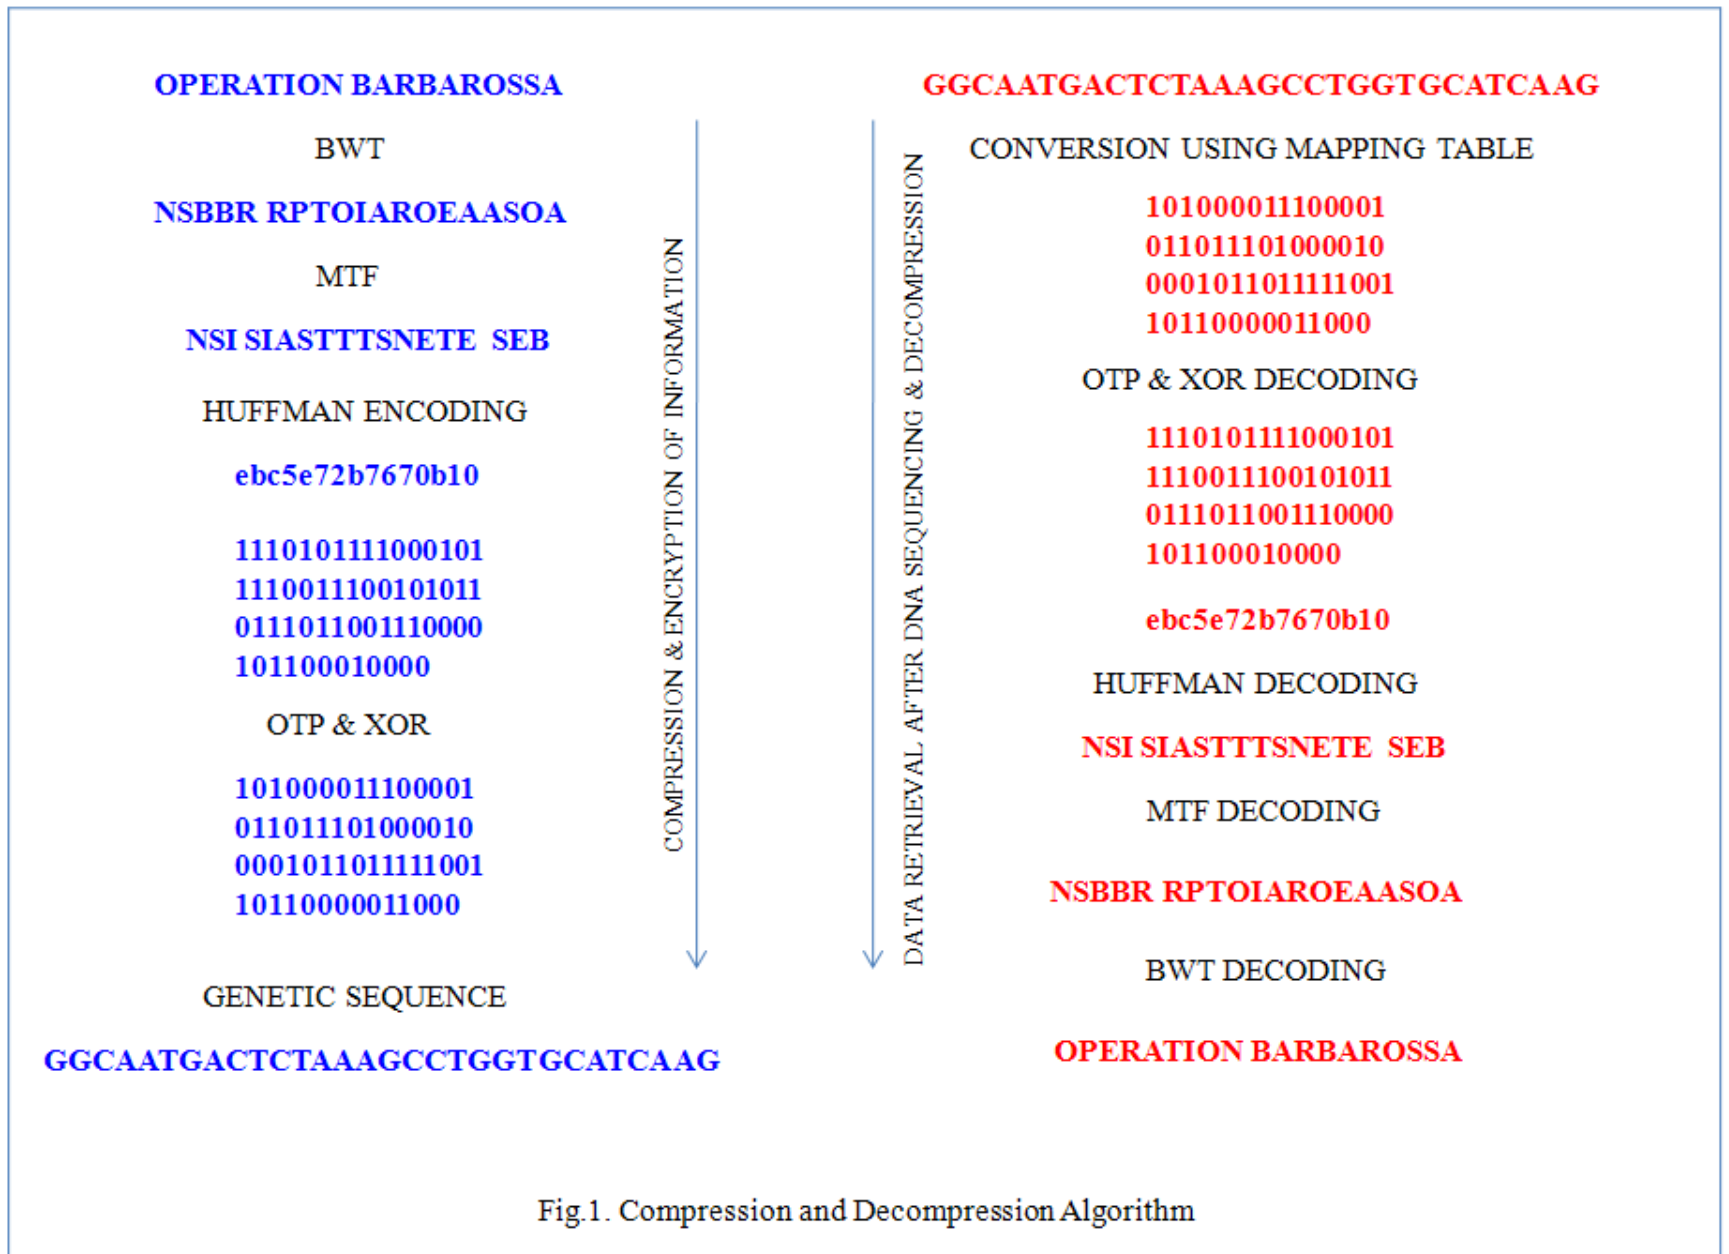 OPERATION BARBAROSSA
BWT
NSBBR RPTOIAROEAASOA
MTF
NSI SIASTTTSNETE  SEB
HUFFMAN ENCODING
ebc5e72b7670b10
1110101111000101
1110011100101011
0111011001110000
101100010000
OTP & XOR
101000011100001
011011101000010
0001011011111001
10110000011000
GENETIC SEQUENCE
GGCAATGACTCTAAAGCCTGGTGCATCAAG
COMPRESSION & ENCRYPTION OF INFORMATION
DATA RETRIEVAL AFTER DNA SEQUENCING & DECOMPRESSION
GGCAATGACTCTAAAGCCTGGTGCATCAAG
CONVERSION USING MAPPING TABLE
101000011100001
011011101000010
0001011011111001
10110000011000
OTP & XOR DECODING
1110101111000101
1110011100101011
0111011001110000
101100010000
ebc5e72b7670b10
HUFFMAN DECODING
NSI SIASTTTSNETE  SEB
MTF DECODING
NSBBR RPTOIAROEAASOA
BWT DECODING
OPERATION BARBAROSSA
Fig.1. Compression and Decompression Algorithm